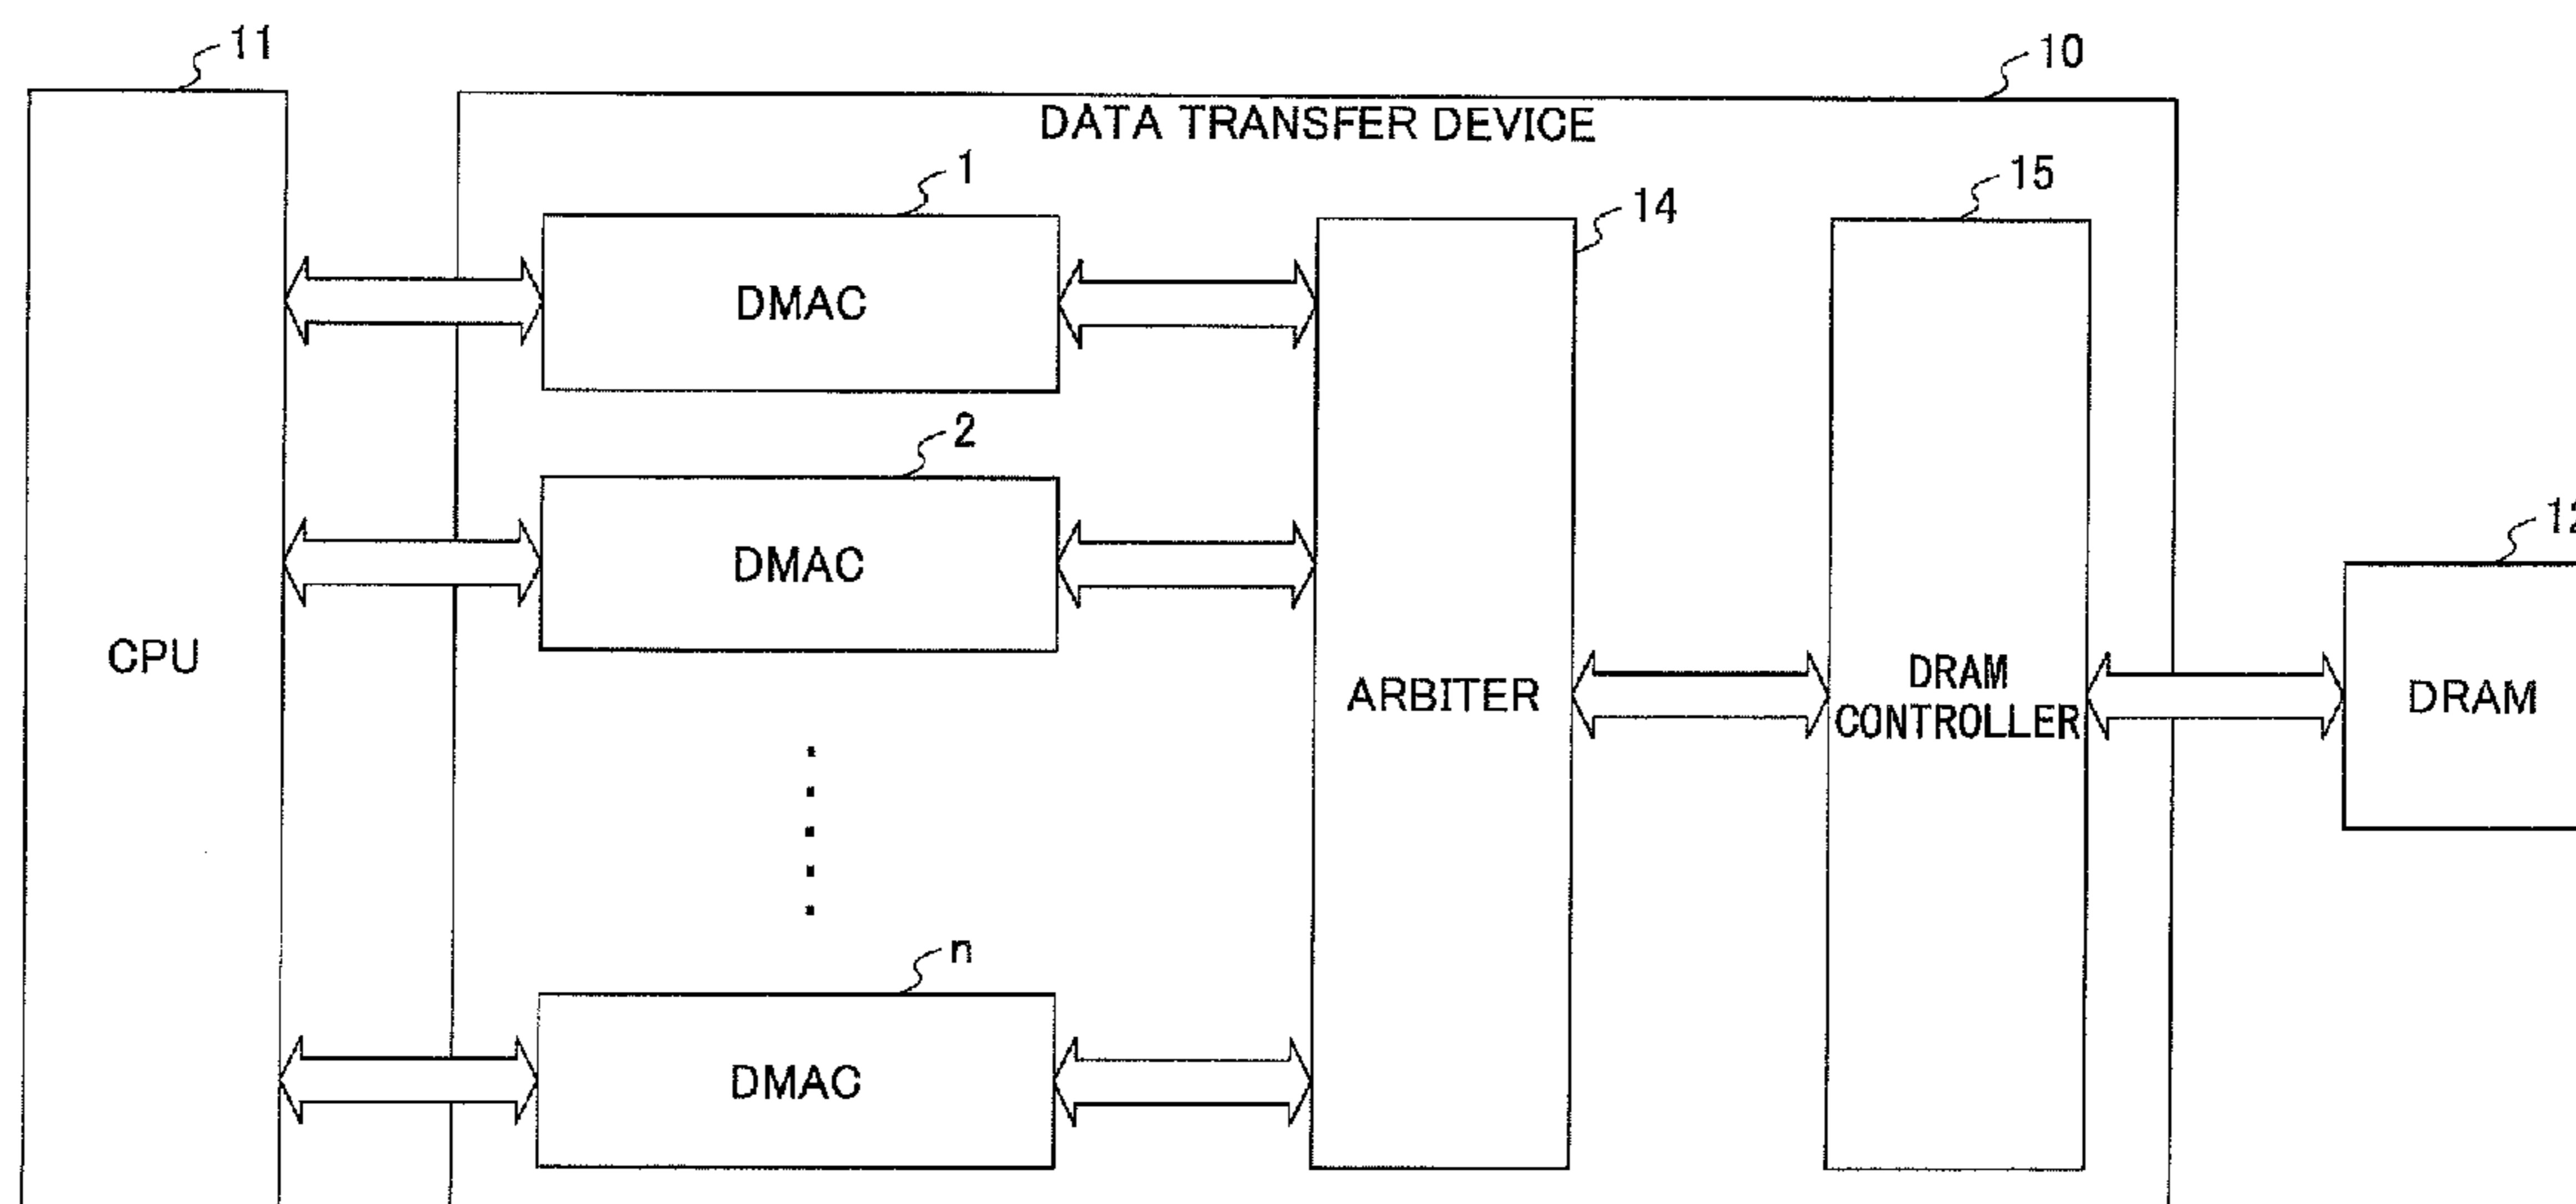 11
10
DATA TRANSFER DEVICE
1
15
14
DMAC
2
12
DMAC
CPU
DRAM
CONTROLLER
ARBITER
DRAM
n
DMAC